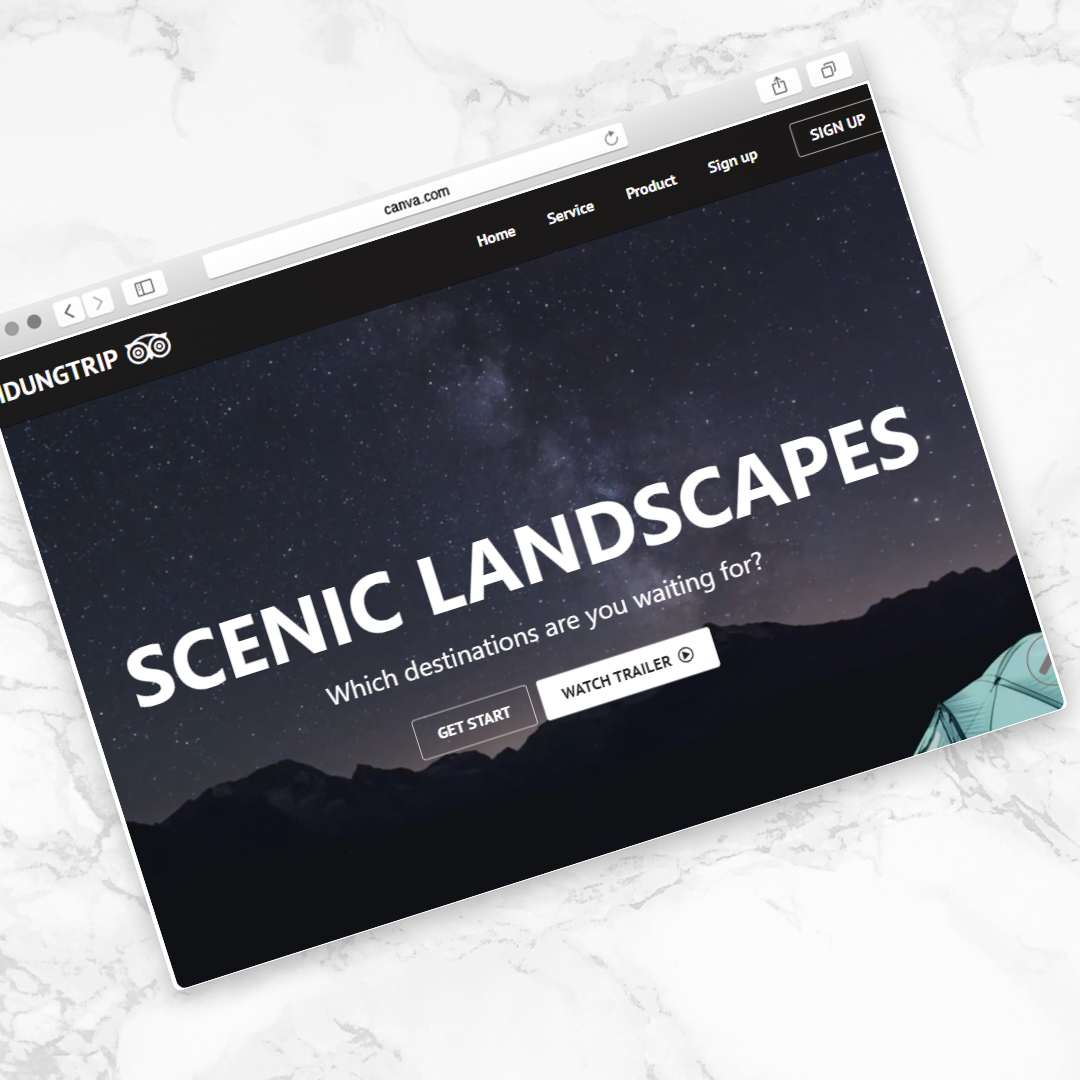 canva.com
Home Service Product Sign up SIGN UP
IDUNGTRIP
SCENIC LANDSCAPES
Which destinations are you waiting for?
GET START WATCH TRAILER